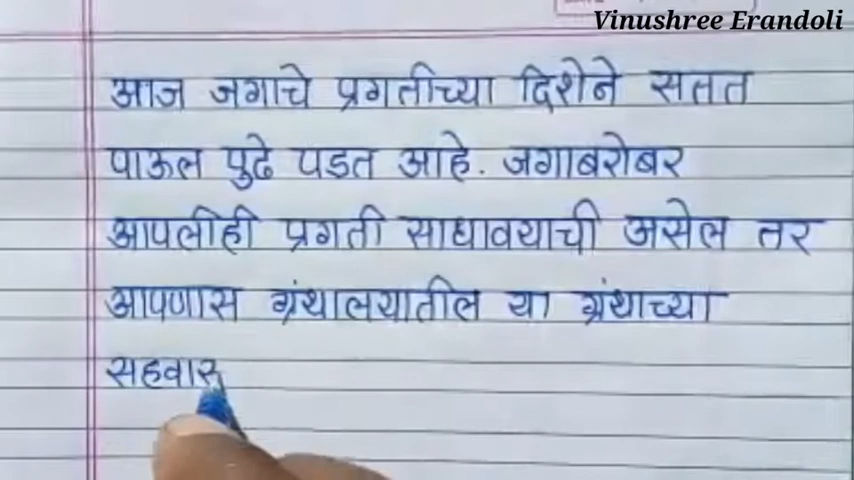 Vinushree Erandoli
आज जगाचे प्रगतीच्या दिशेने सतत
पाऊल पुढे पडत आहे. जगाबरोबर
आपलीही प्रगती साधावयाची असेल तर
आपणास ग्रंथालयातील या ग्रंथाच्या
सहवास